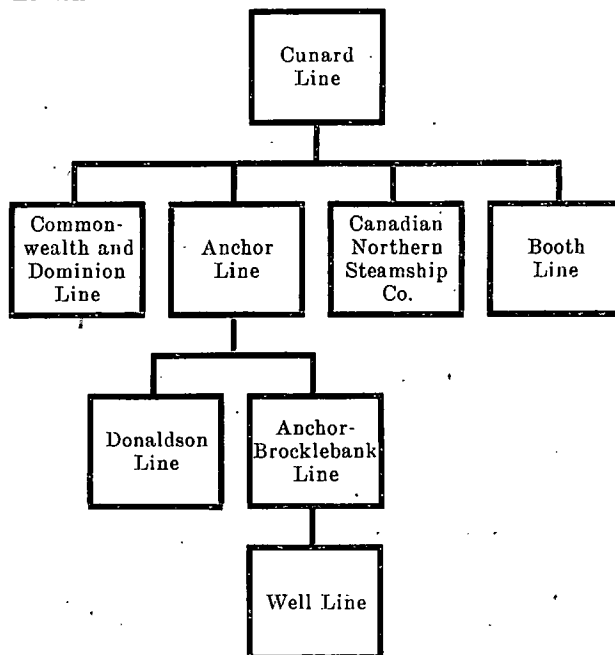 Cunard
Line
Common-
wealth and
Dominion
Line
Anchor
Line
Canadian
Northern
Steamship
Co.
Booth
Line
Donaldson
Line
Anchor-
Brocklebank
Line
Well Line